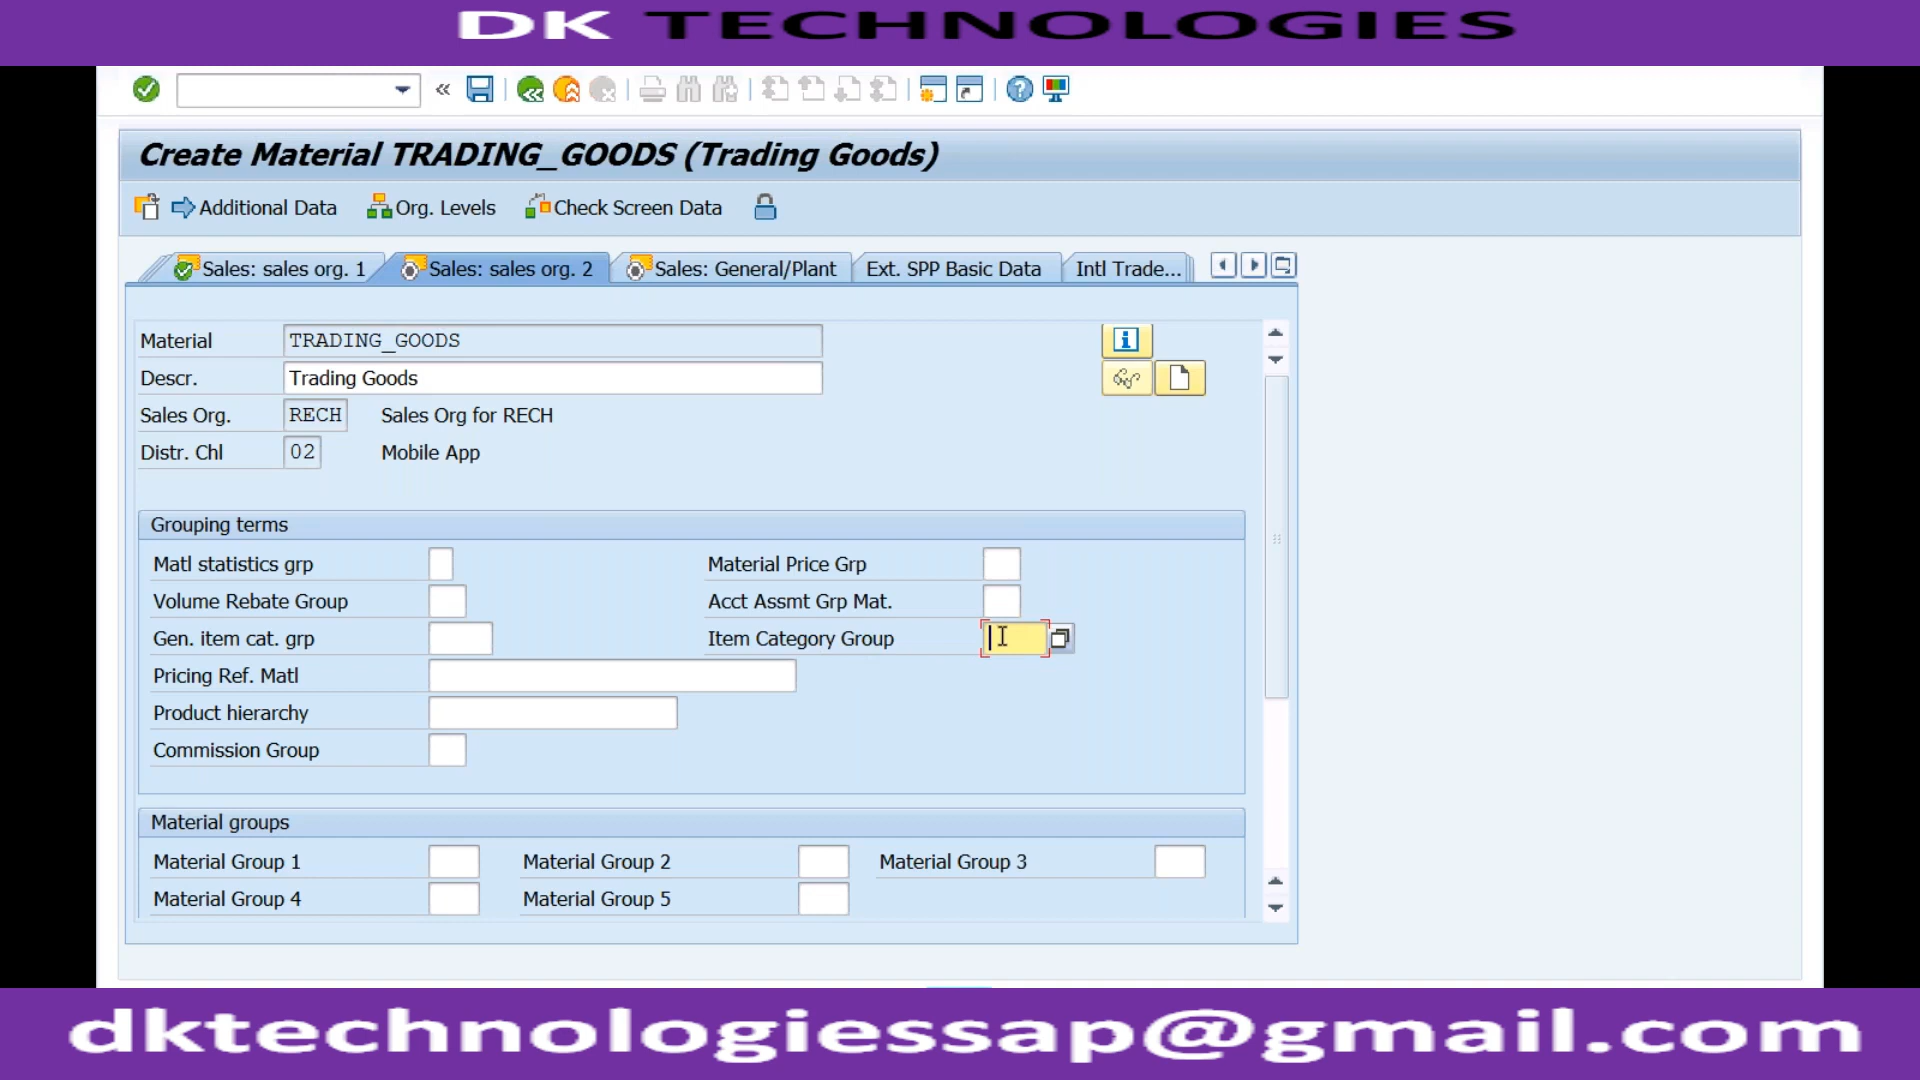 DK TECHNOLOGIES
Create Material TRADING_GOODS (Trading Goods)
Additional Data Org. Levels Check Screen Data
Sales: sales org. 1 Sales: sales org. 2 Sales: General/Plant Ext. SPP Basic Data Intl Trade...
Material TRADING_GOODS
Descr. Trading Goods
Sales Org. RECH Sales Org for RECH
Distr. Chl 02 Mobile App
Grouping terms
Matl statistics grp Material Price Grp
Volume Rebate Group Acct Assmt Grp Mat.
Gen. item cat. grp Item Category Group
Pricing Ref. Matl
Product hierarchy
Commission Group
Material groups
Material Group 1 Material Group 2 Material Group 3
Material Group 4 Material Group 5
dktechnologiessap@gmail.com